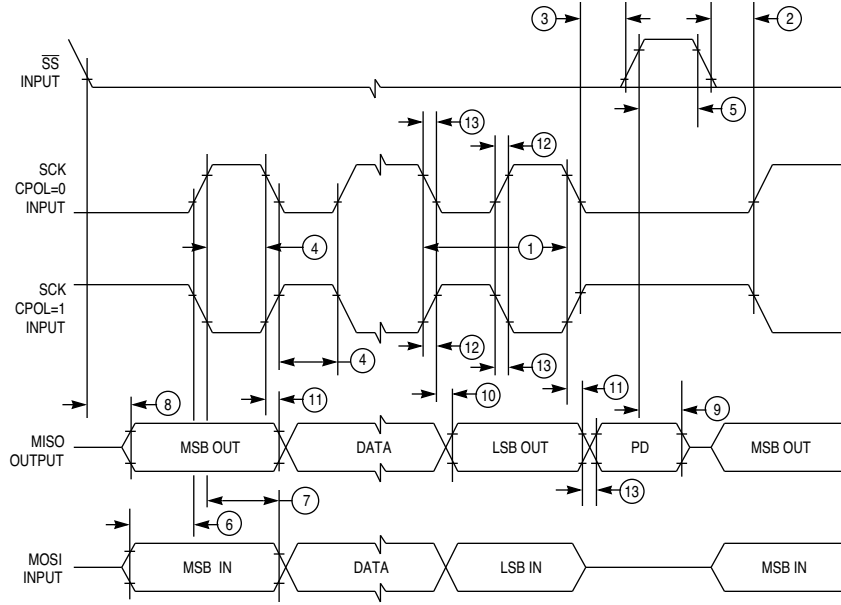 3
2
SS
INPUT
5
13
12
SCK
CPOL=0
INPUT
4
1
SCK
CPOL=1
INPUT
12
4
13
8
11
10
11
9
MISO
OUTPUT
MSB OUT
DATA
LSB OUT
PD
MSB OUT
7
13
6
MOSI
INPUT
MSB IN
DATA
LSB IN
MSB IN